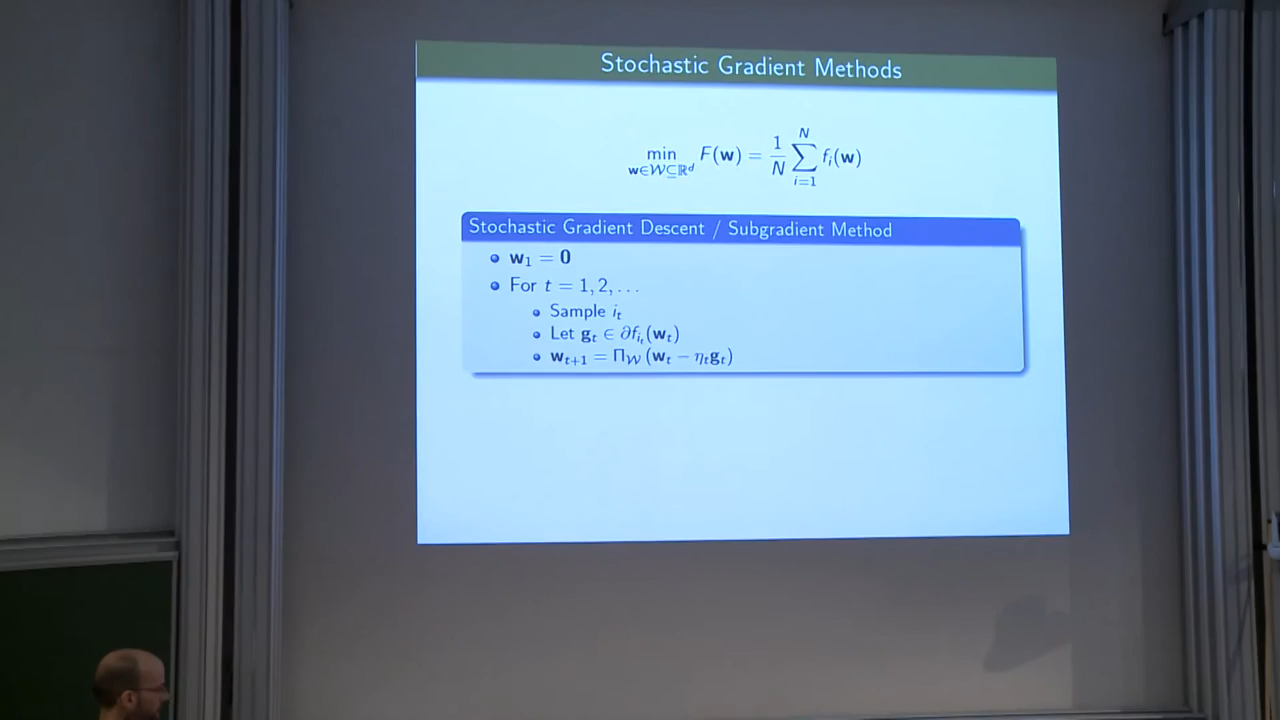 Stochastic Gradient Methods
min_{w∈𝒲⊆ℝ^d} F(w) = 1/N ∑_{i=1}^{N} f_i(w)
Stochastic Gradient Descent / Subgradient Method
w_1 = 0
For t = 1, 2, . . .
Sample i_t
Let g_t ∈ ∂f_{i_t}(w_t)
w_{t+1} = Π_𝒲 (w_t − η_t g_t)